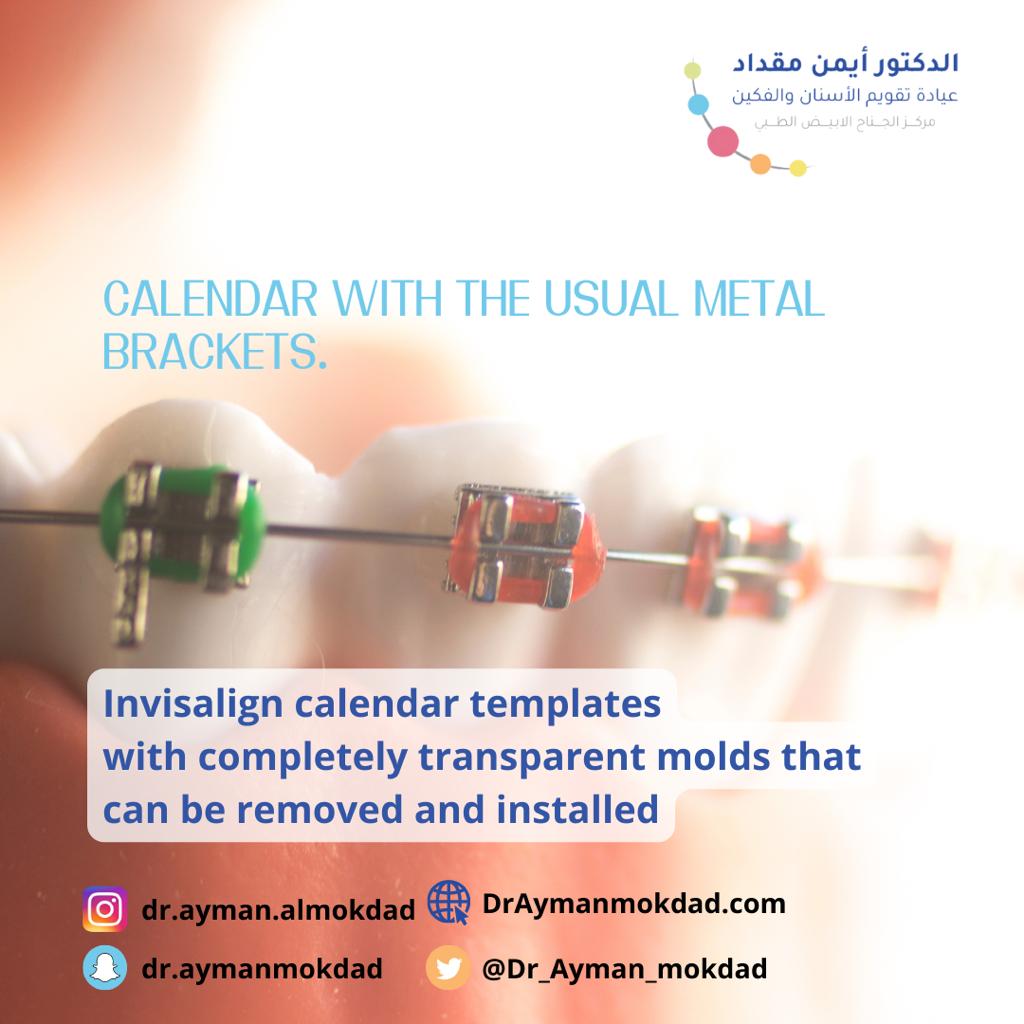 الدكتور أيمن مقداد
عيادة تقويم الأسنان والفكين
مركز الجناح الابيض الطبي
CALENDAR WITH THE USUAL METAL
BRACKETS.
Invisalign calendar templates
with completely transparent molds that
can be removed and installed
dr.ayman.almokdad
DrAymanmokdad.com
dr.aymanmokdad
@Dr_Ayman_mokdad